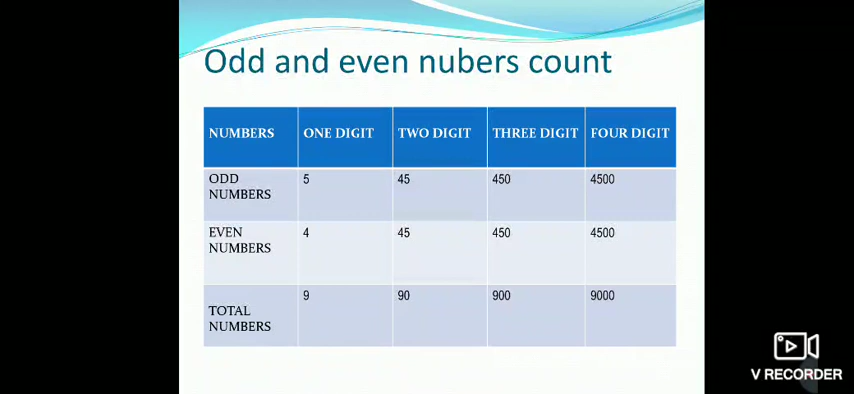 Odd and even nubers count
NUMBERS ONE DIGIT TWO DIGIT THREE DIGIT FOUR DIGIT
ODD
NUMBERS 5 45 450 4500
EVEN
NUMBERS 4 45 450 4500
TOTAL
NUMBERS 9 90 900 9000
V RECORDER